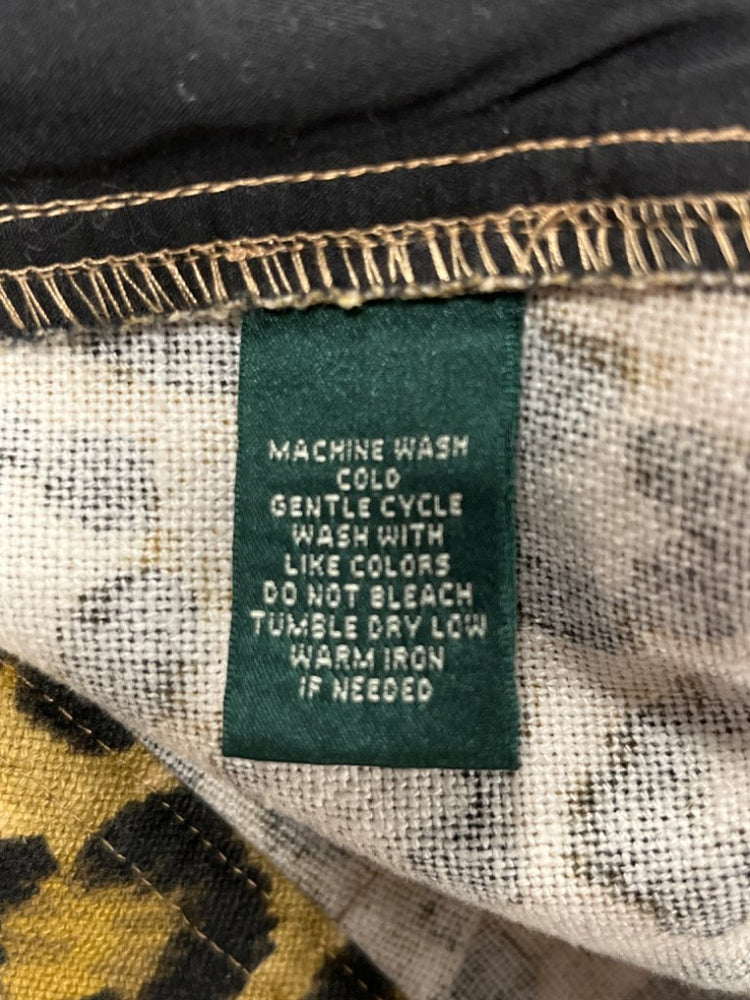 MACHINE WASH
COLD
GENTLE CYCLE
WASH WITH
LIKE COLORS
DO NOT BLEACH
TUMBLE DRY LOW
WARM IRON
IF NEEDED